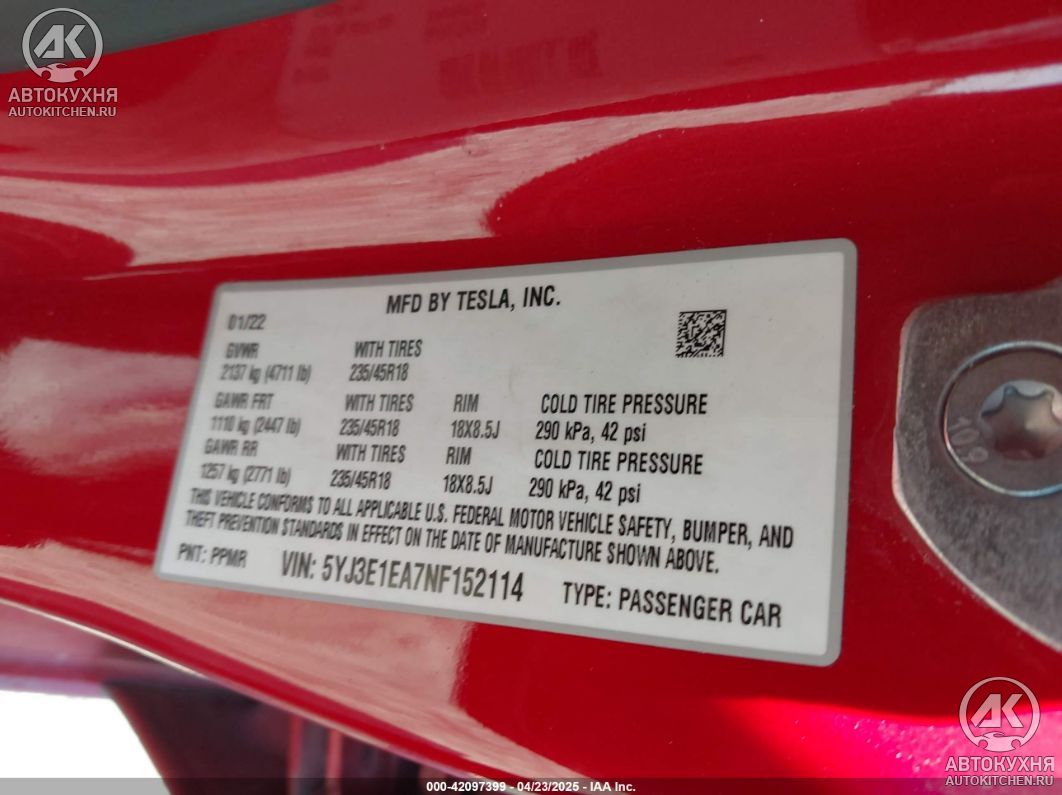 AK
АВТОКУХНЯ
AUTOKITCHEN.RU
MFD BY TESLA, INC.
01/22
GVWR WITH TIRES
2137 kg (4711 lb) 235/45R18
GAWR FRT WITH TIRES RIM COLD TIRE PRESSURE
1110 kg (2447 lb) 235/45R18 18X8.5J 290 kPa, 42 psi
GAWR RR WITH TIRES RIM COLD TIRE PRESSURE
1257 kg (2771 lb) 235/45R18 18X8.5J 290 kPa, 42 psi
THIS VEHICLE CONFORMS TO ALL APPLICABLE U.S. FEDERAL MOTOR VEHICLE SAFETY, BUMPER, AND
THEFT PREVENTION STANDARDS IN EFFECT ON THE DATE OF MANUFACTURE SHOWN ABOVE.
PNT: PPMR VIN: 5YJ3E1EA7NF152114 TYPE: PASSENGER CAR
10.9
AK
АВТОКУХНЯ
AUTOKITCHEN.RU
000-42097399 - 04/23/2025 - IAA Inc.